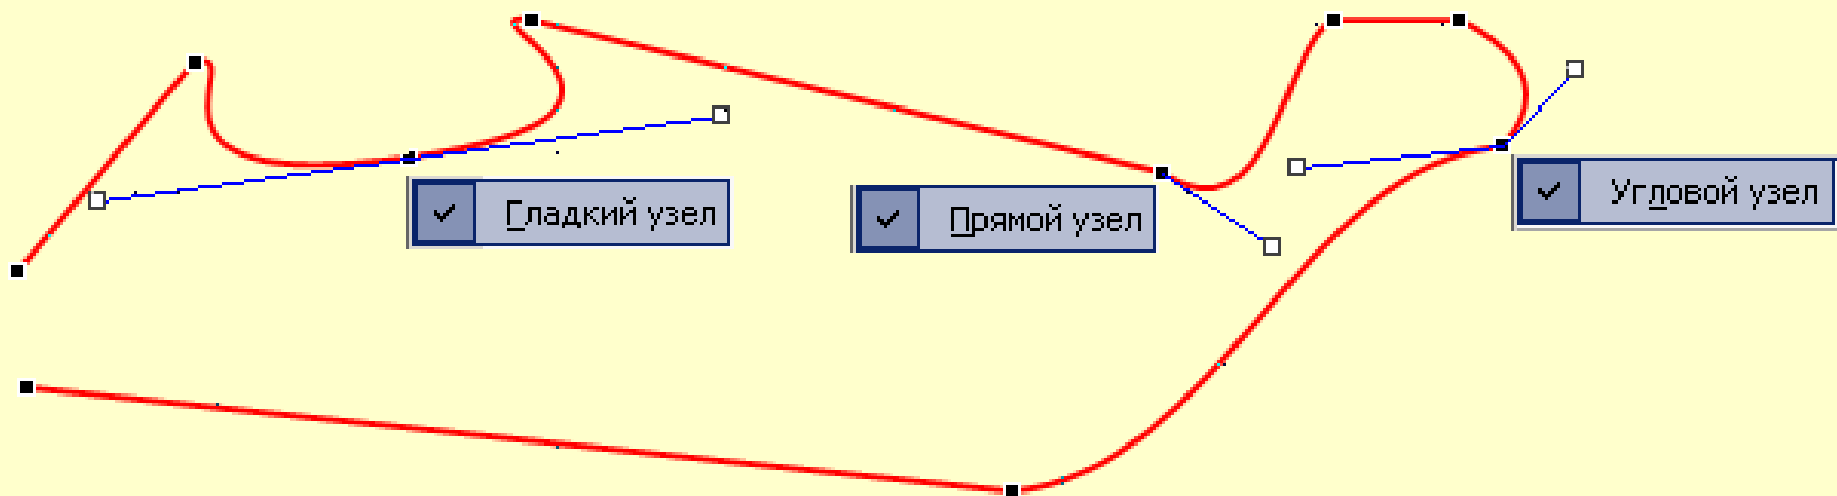 Гладкий узел
Прямой узел
Угловой узел